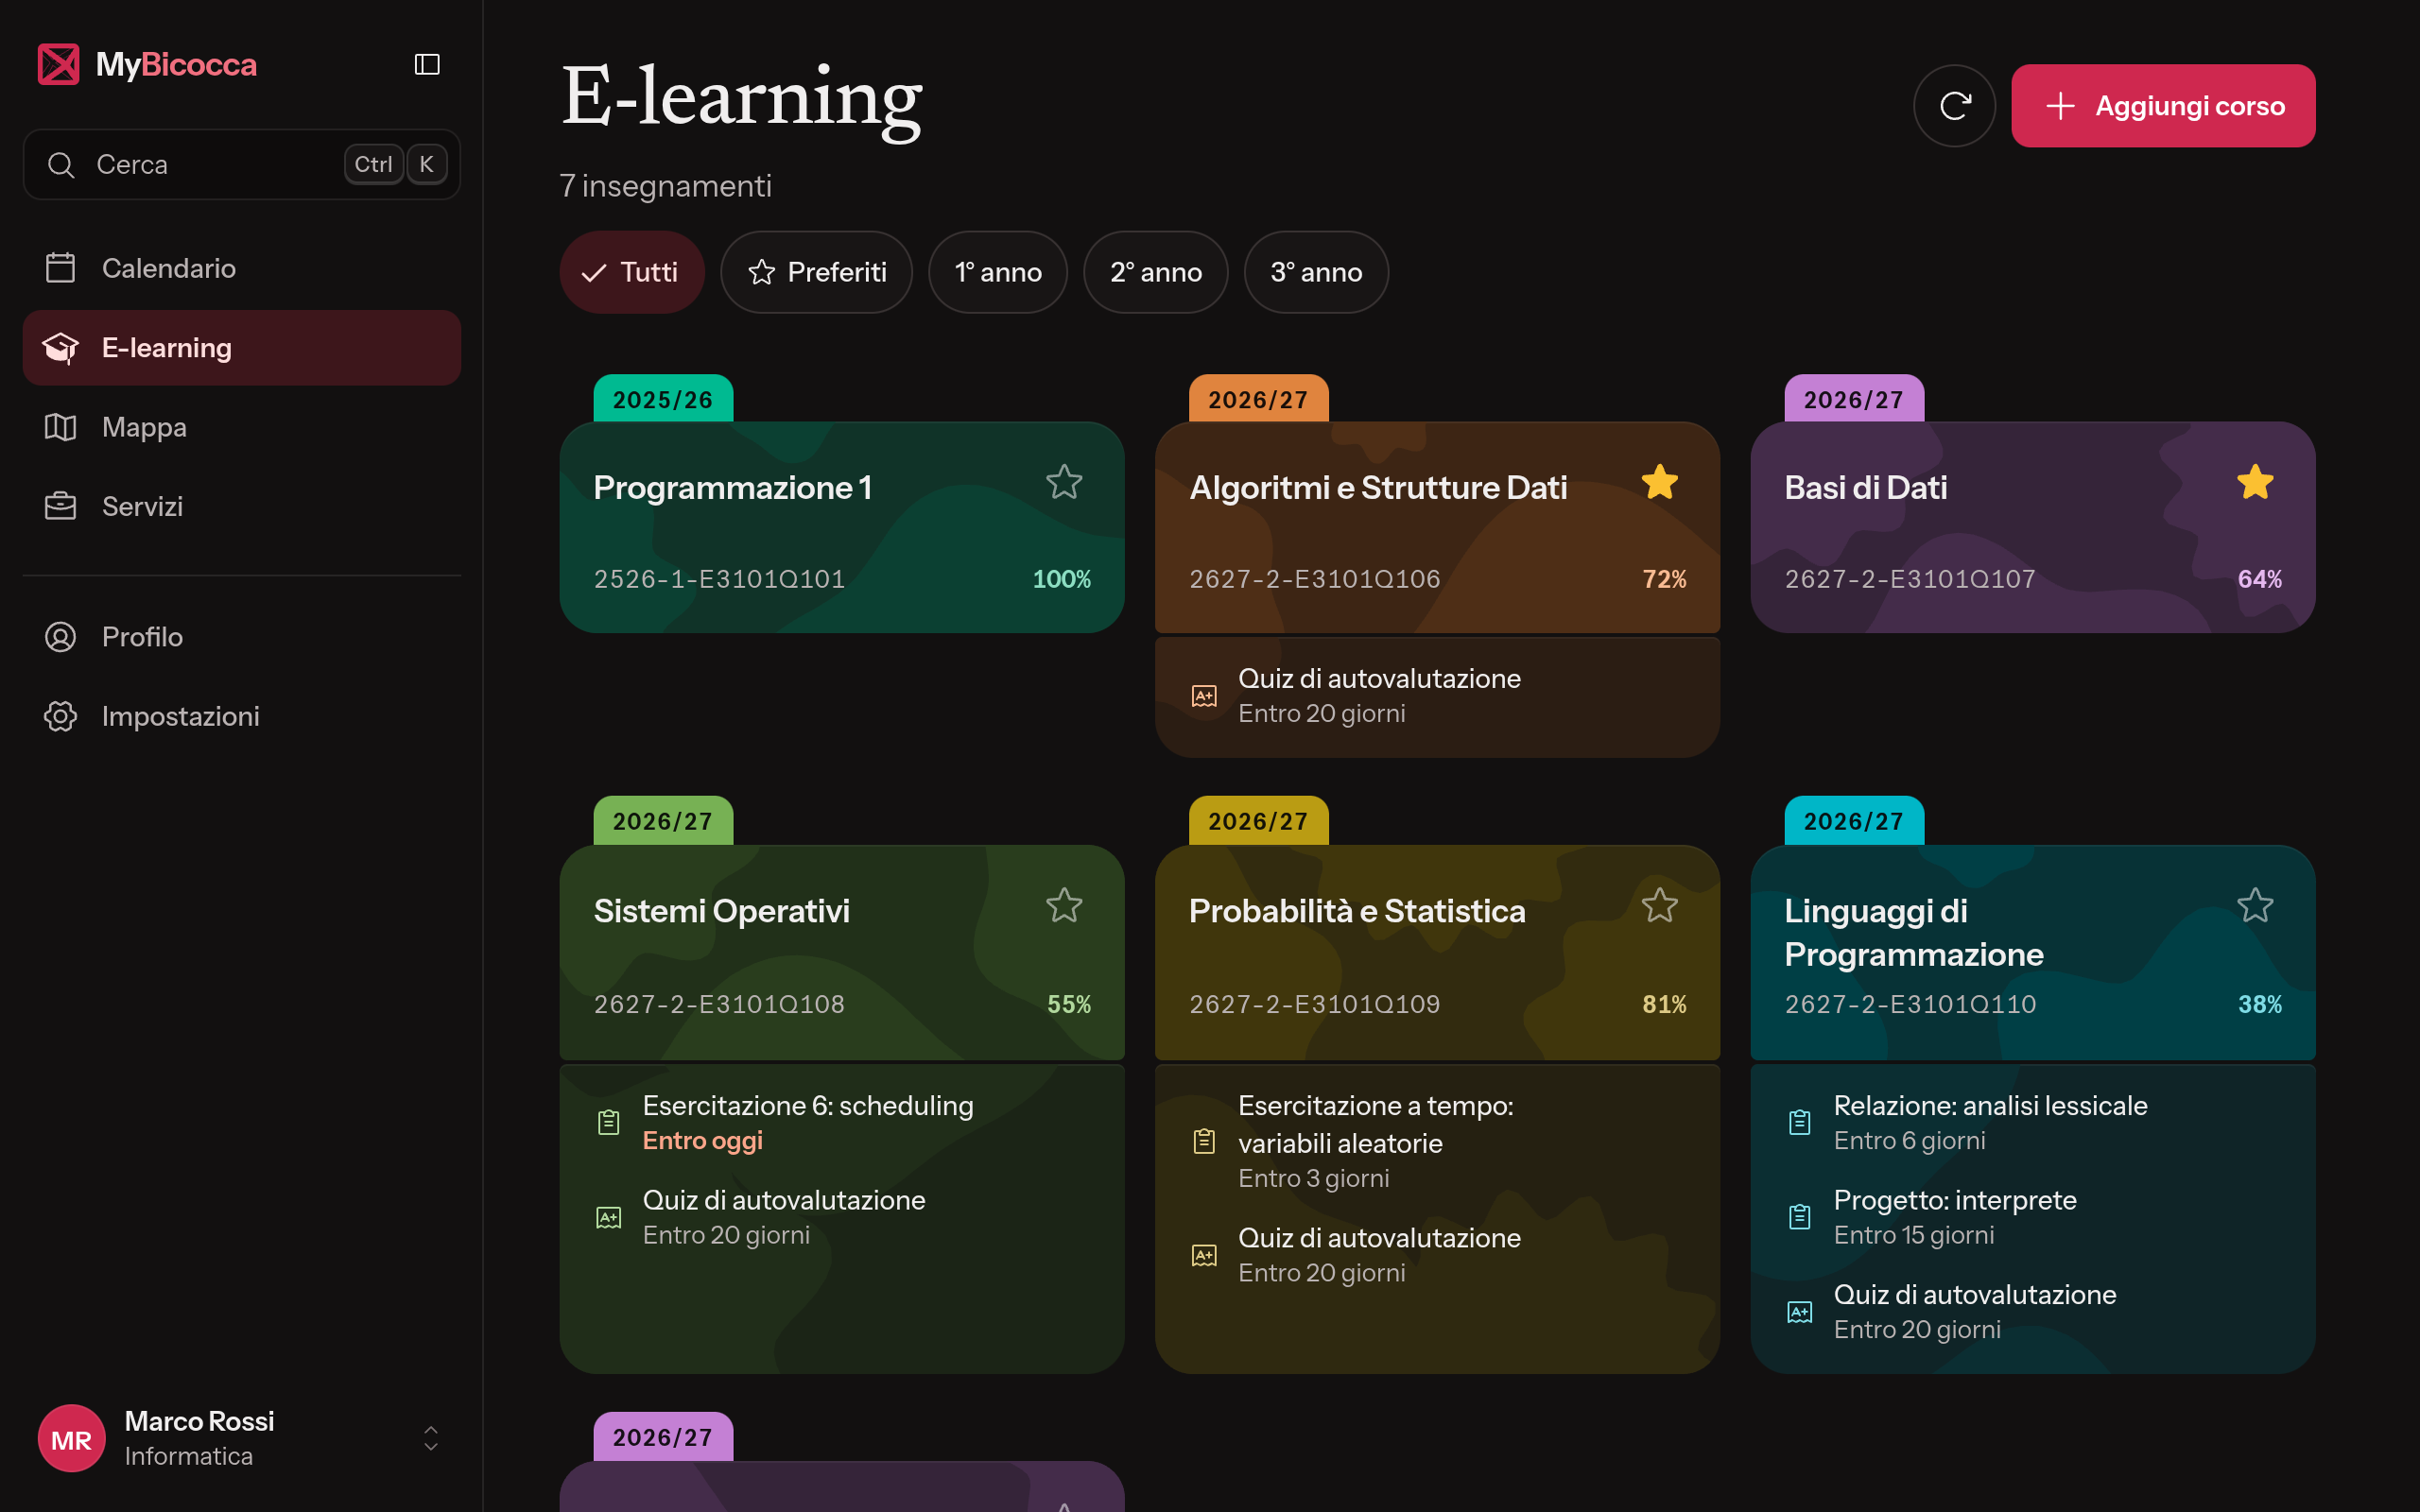 MyBicocca
Cerca
Ctrl K
Calendario
E-learning
Mappa
Servizi
Profilo
Impostazioni
MR
Marco Rossi
Informatica
E-learning
7 insegnamenti
Aggiungi corso
Tutti
Preferiti
1° anno
2° anno
3° anno
2025/26
Programmazione 1
2526-1-E3101Q101
100%
2026/27
Algoritmi e Strutture Dati
2627-2-E3101Q106
72%
A+
Quiz di autovalutazione
Entro 20 giorni
2026/27
Basi di Dati
2627-2-E3101Q107
64%
2026/27
Sistemi Operativi
2627-2-E3101Q108
55%
Esercitazione 6: scheduling
Entro oggi
A+
Quiz di autovalutazione
Entro 20 giorni
2026/27
Probabilità e Statistica
2627-2-E3101Q109
81%
Esercitazione a tempo:
variabili aleatorie
Entro 3 giorni
A+
Quiz di autovalutazione
Entro 20 giorni
2026/27
Linguaggi di
Programmazione
2627-2-E3101Q110
38%
Relazione: analisi lessicale
Entro 6 giorni
Progetto: interprete
Entro 15 giorni
A+
Quiz di autovalutazione
Entro 20 giorni
2026/27